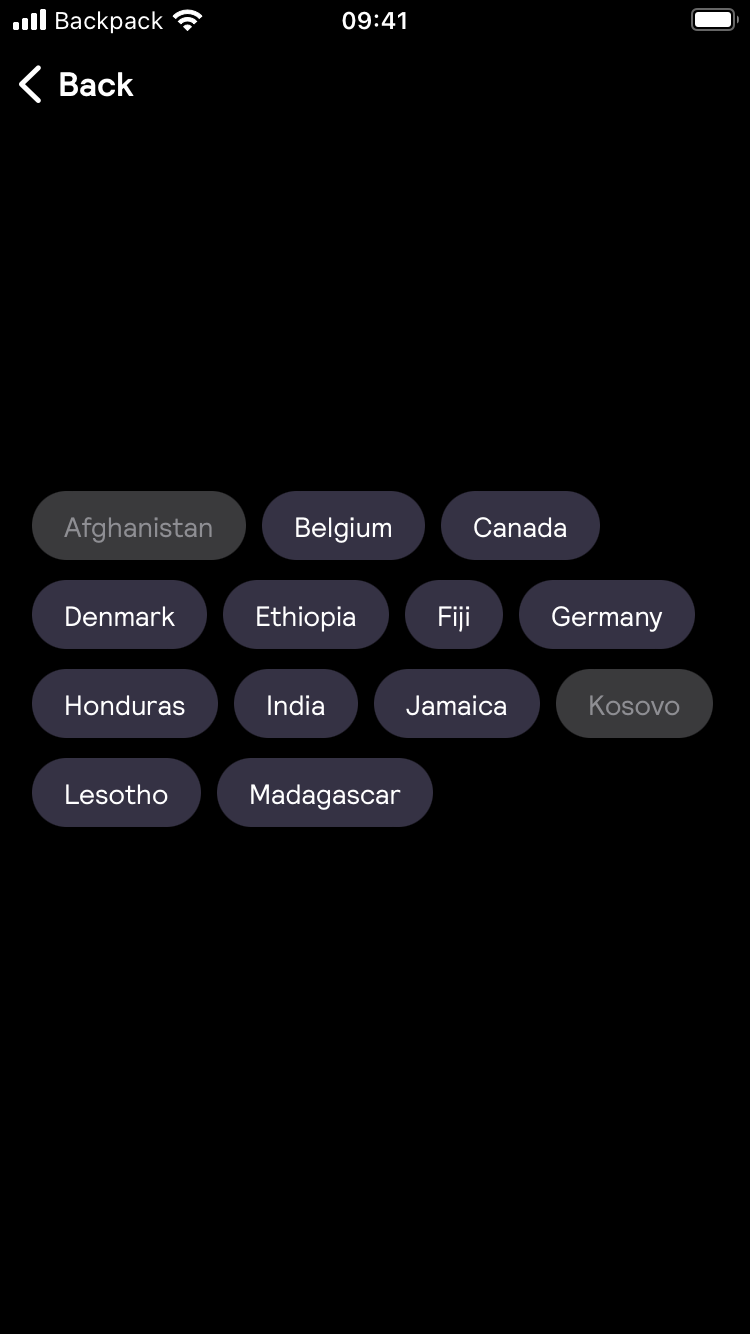 Backpack 09:41
Back
Afghanistan Belgium Canada
Denmark Ethiopia Fiji Germany
Honduras India Jamaica Kosovo
Lesotho Madagascar